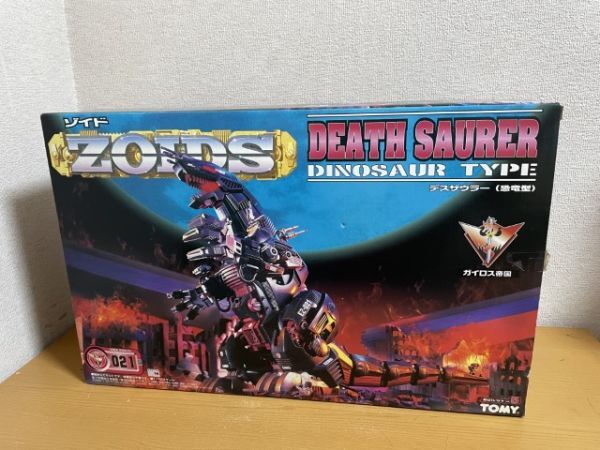 ゾイド
ZOIDS
DEATH SAURER
DINOSAUR TYPE
デスザウラー〈恐竜型〉
ガイロス帝国
021
TOMY